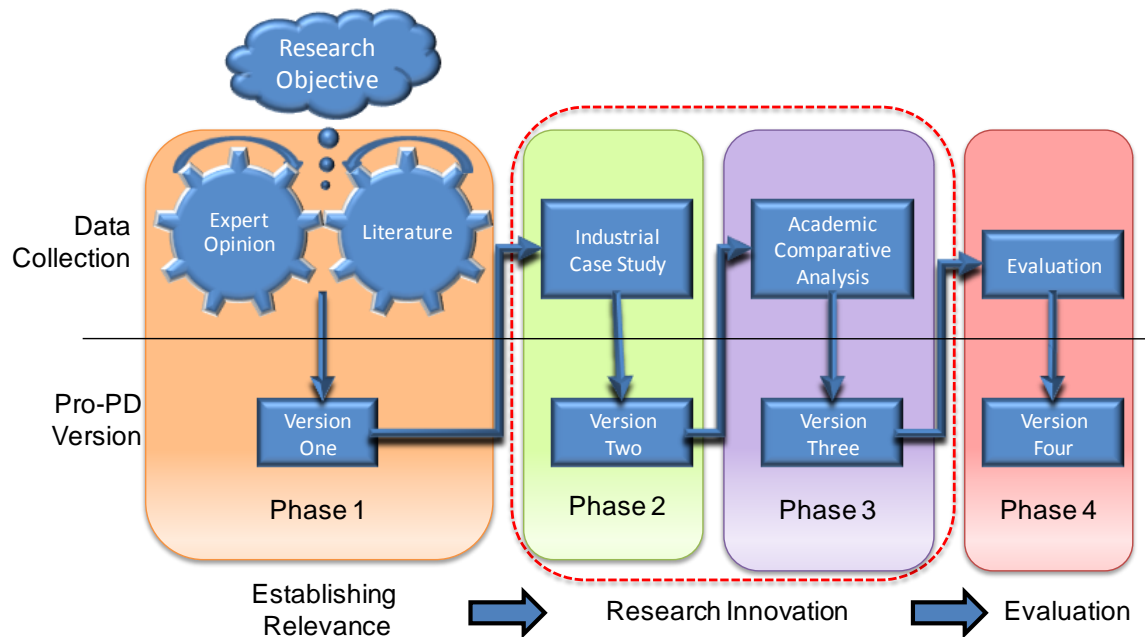 Research
Objective
Data
Collection
Expert
Opinion
Literature
Industrial
Case Study
Academic
Comparative
Analysis
Evaluation
Pro-PD
Version
Version
One
Version
Two
Version
Three
Version
Four
Phase 1
Phase 2
Phase 3
Phase 4
Establishing
Relevance
Research Innovation
Evaluation